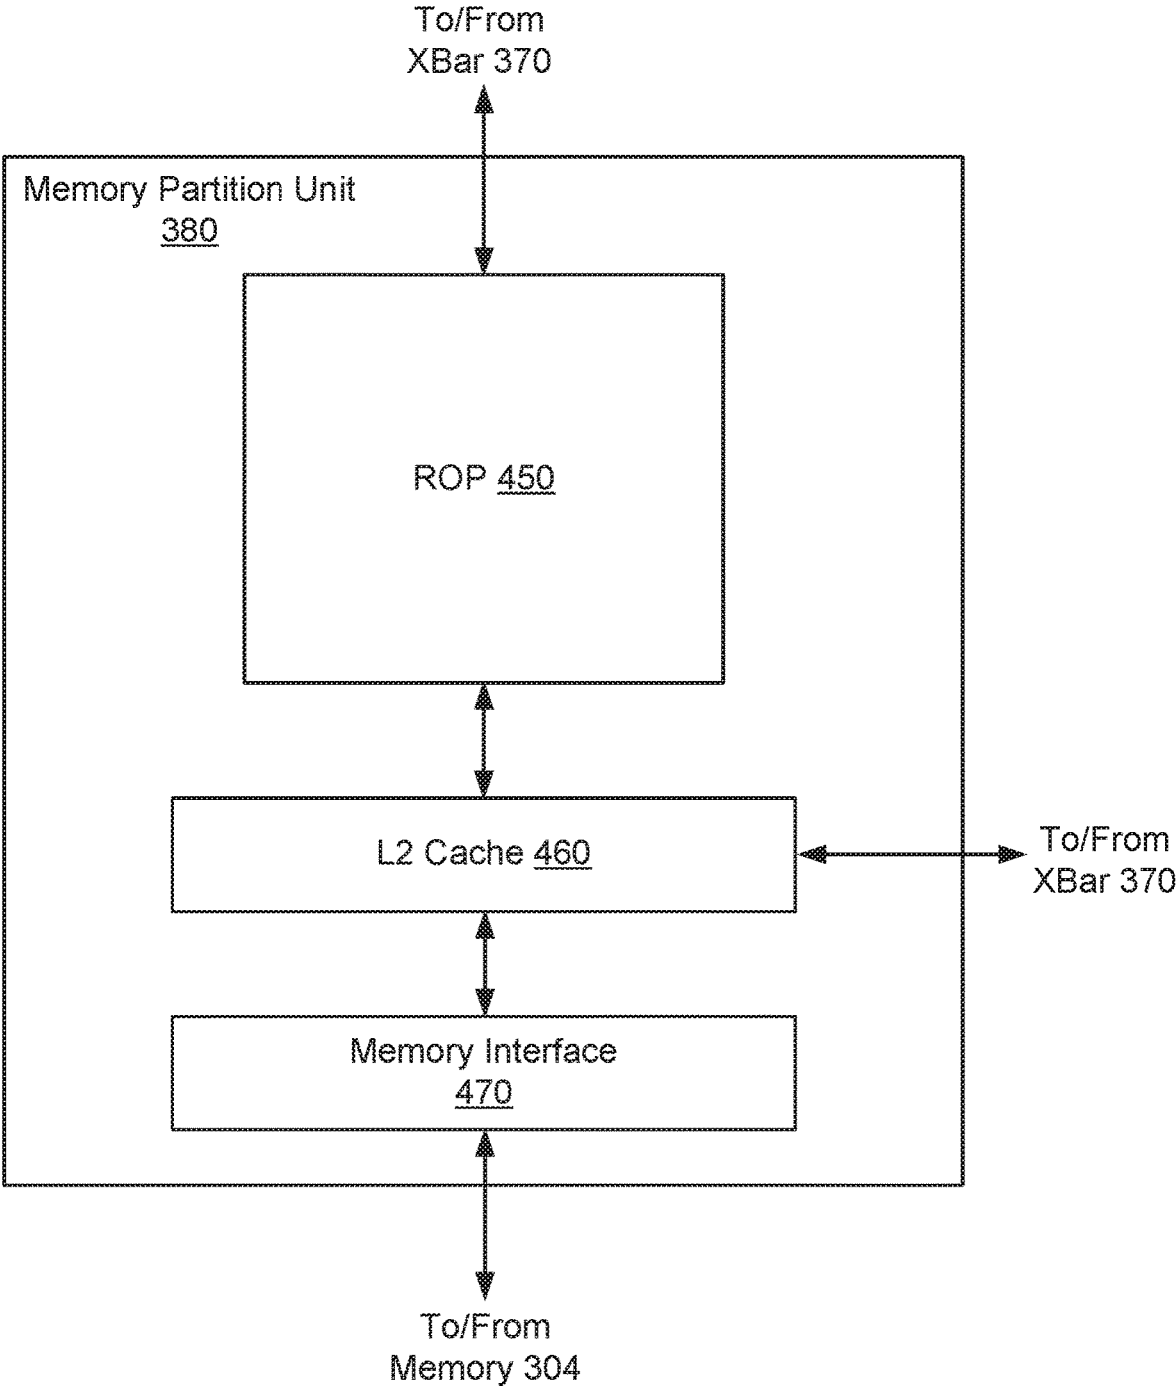 To/From
XBar 370
Memory Partition Unit
380
ROP 450
L2 Cache 460
To/From
XBar 370
Memory Interface
470
To/From
Memory 304